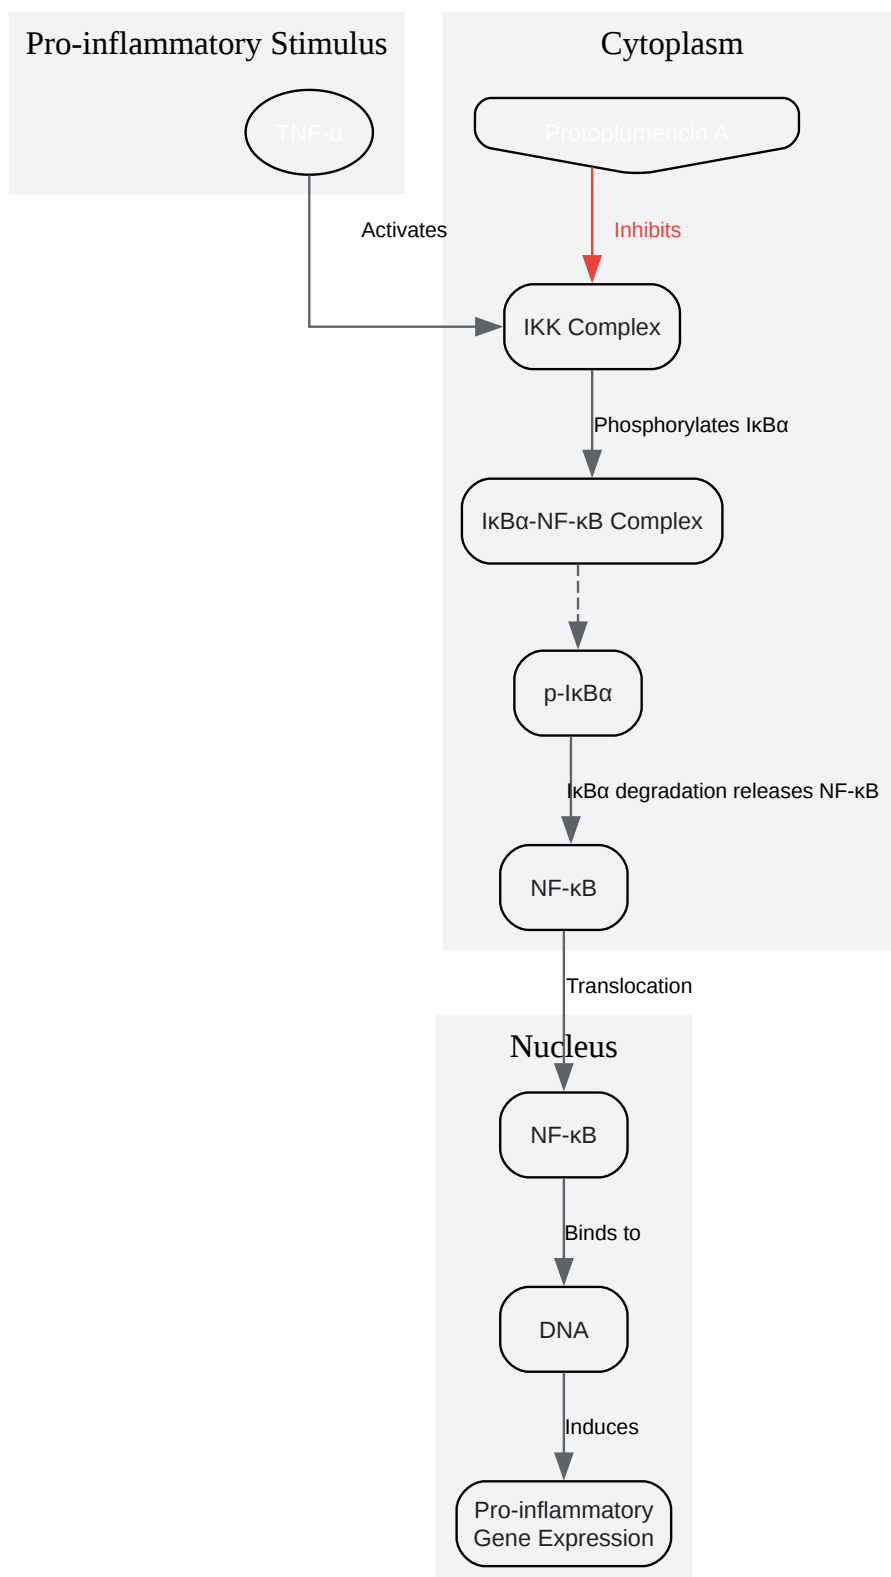 Pro-inflammatory Stimulus
Cytoplasm
TNF-α
Protoplumericin A
Activates
Inhibits
IKK Complex
Phosphorylates IκBα
IκBα-NF-κB Complex
p-IκBα
IκBα degradation releases NF-κB
NF-κB
Translocation
Nucleus
NF-κB
Binds to
DNA
Induces
Pro-inflammatory
Gene Expression